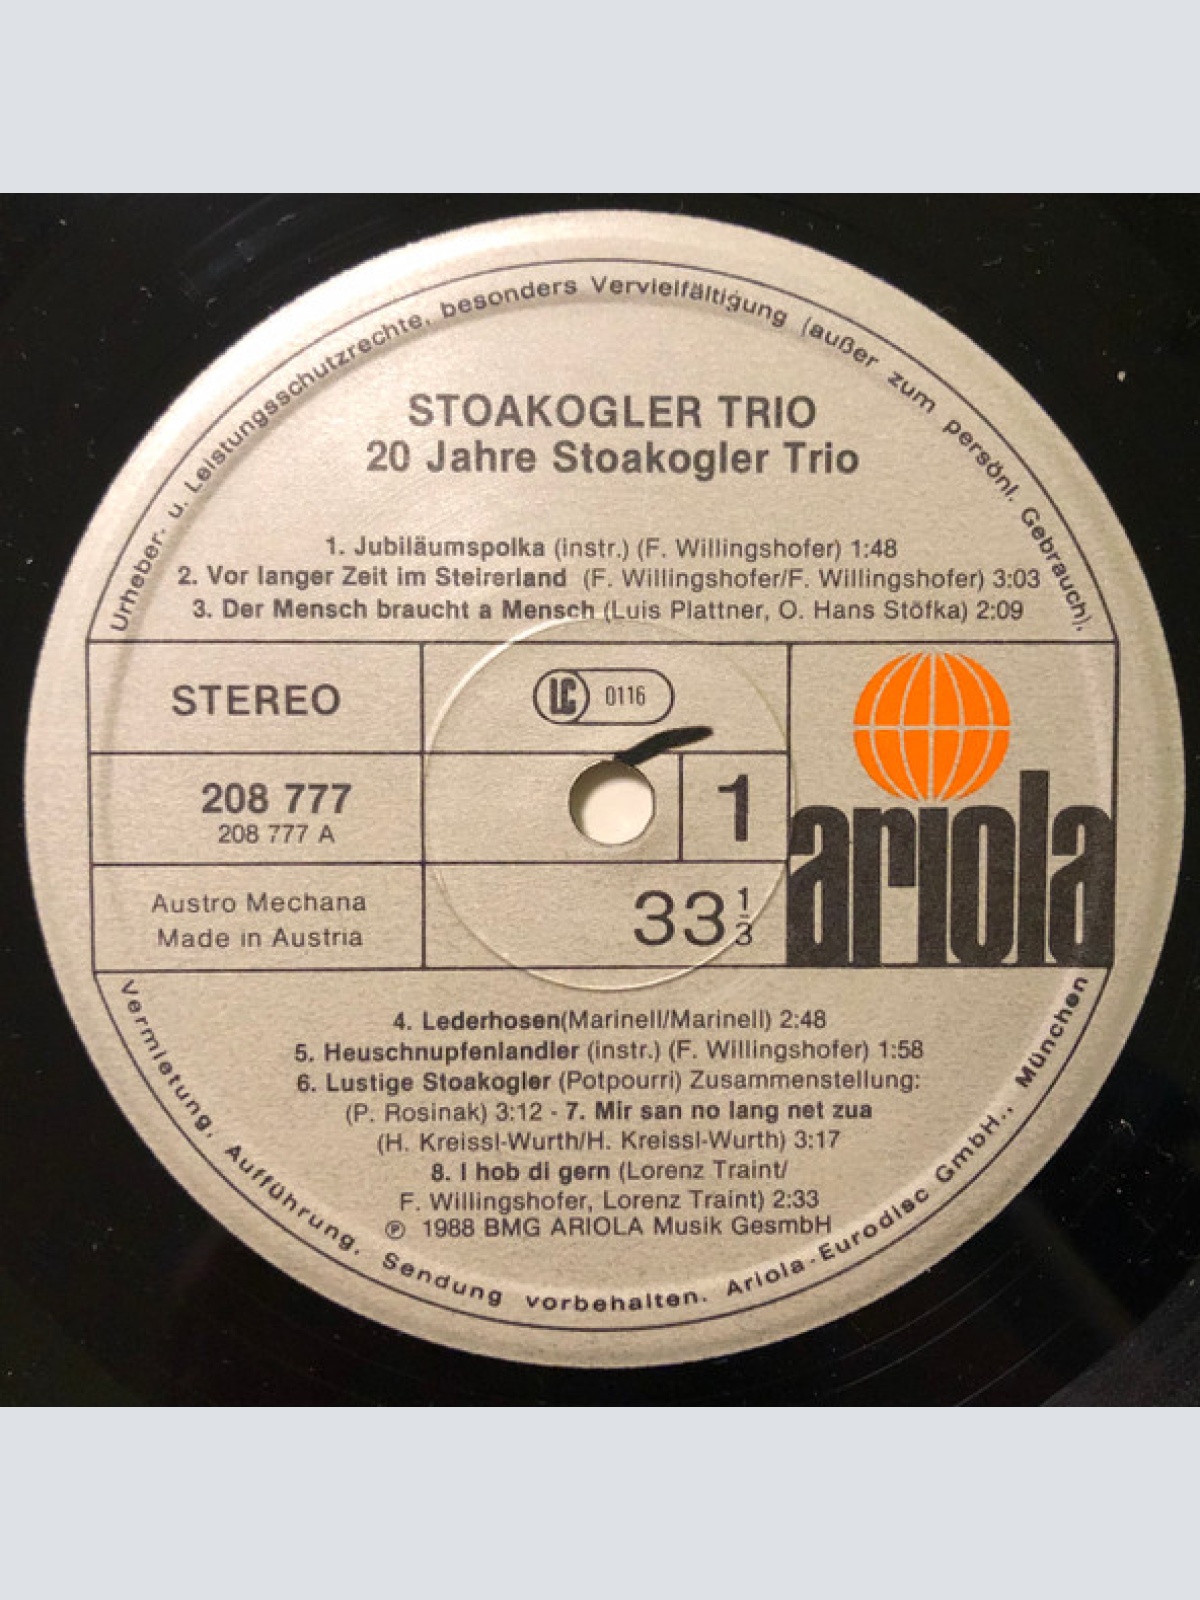 Urheber- u. Leistungsschutzrechte, besonders Vervielfältigung (außer zum persönl. Gebrauch),
STOAKOGLER TRIO
20 Jahre Stoakogler Trio
1. Jubiläumspolka (instr.) (F. Willingshofer) 1:48
2. Vor langer Zeit im Steirerland (F. Willingshofer/F. Willingshofer) 3:03
3. Der Mensch braucht a Mensch (Luis Plattner, O. Hans Stöfka) 2:09
STEREO
LC 0116
208 777
208 777 A
1
ariola
Austro Mechana
Made in Austria
33 1/3
4. Lederhosen(Marinell/Marinell) 2:48
5. Heuschnupfenlandler (instr.) (F. Willingshofer) 1:58
6. Lustige Stoakogler (Potpourri) Zusammenstellung:
(P. Rosinak) 3:12 - 7. Mir san no lang net zua
(H. Kreissl-Wurth/H. Kreissl-Wurth) 3:17
8. I hob di gern (Lorenz Traint/
F. Willingshofer, Lorenz Traint) 2:33
℗ 1988 BMG ARIOLA Musik GesmbH
Vermietung, Aufführung, Sendung vorbehalten. Ariola-Eurodisc GmbH., München